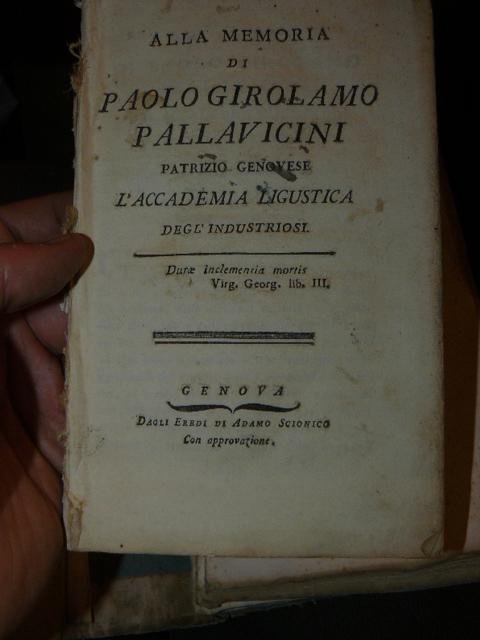 ALLA MEMORIA
DI
PAOLO GIROLAMO
PALLAVICINI
PATRIZIO GENOVESE
L'ACCADEMIA LIGUSTICA
DEGL' INDUSTRIOSI.
Duræ inclementia mortis
Virg. Georg. lib. III.
GENOVA
DAGLI EREDI DI ADAMO SCIONICO
Con approvazione.